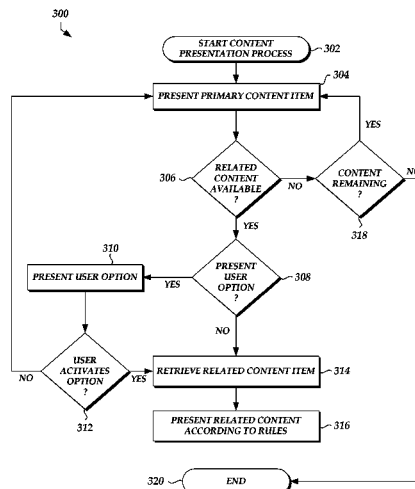 300
START CONTENT
PRESENTATION PROCESS
302
304
PRESENT PRIMARY CONTENT ITEM
YES
306
RELATED
CONTENT
AVAILABLE
?
NO
CONTENT
REMAINING
?
NO
318
YES
310
PRESENT USER OPTION
YES
PRESENT
USER
OPTION
?
308
NO
USER
ACTIVATES
OPTION
?
NO
YES
312
RETRIEVE RELATED CONTENT ITEM
314
PRESENT RELATED CONTENT
ACCORDING TO RULES
316
320
END